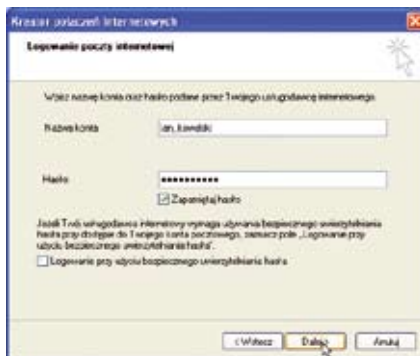 Kreator połączeń internetowych
Logowanie poczty internetowej
Wpisz nazwę konta oraz hasło podane przez Twojego usługodawcę internetowego.
Nazwa konta
jan_kowalski
Hasło
••••••••••
Zapamiętaj hasło
Jeżeli Twój usługodawca internetowy wymaga używania bezpiecznego uwierzytelniania
hasła przy dostępie do Twojego konta pocztowego, zaznacz pole „Logowanie przy
użyciu bezpiecznego uwierzytelniania hasła”.
Logowanie przy użyciu bezpiecznego uwierzytelniania hasła
< Wstecz
Dalej >
Anuluj